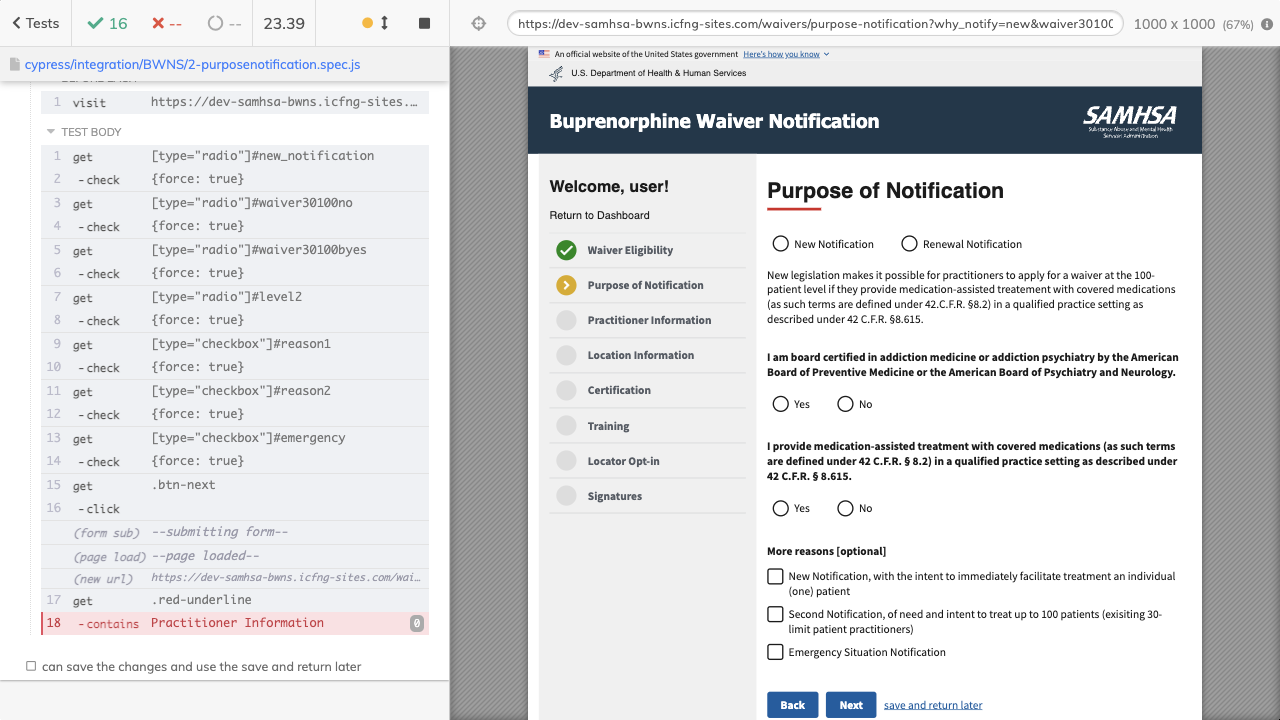 Tests
16
--
--
23.39
https://dev-samhsa-bwns.icfng-sites.com/waivers/purpose-notification?why_notify=new&waiver3010
1000 x 1000 (67%)
cypress/integration/BWNS/2-purposenotification.spec.js
1 visit https://dev-samhsa-bwns.icfng-sites.…
TEST BODY
1 get [type="radio"]#new_notification
2 - check {force: true}
3 get [type="radio"]#waiver30100no
4 - check {force: true}
5 get [type="radio"]#waiver30100byes
6 - check {force: true}
7 get [type="radio"]#level2
8 - check {force: true}
9 get [type="checkbox"]#reason1
10 - check {force: true}
11 get [type="checkbox"]#reason2
12 - check {force: true}
13 get [type="checkbox"]#emergency
14 - check {force: true}
15 get .btn-next
16 - click
(form sub) --submitting form--
(page load) --page loaded--
(new url) https://dev-samhsa-bwns.icfng-sites.com/wai…
17 get .red-underline
18 - contains Practitioner Information 0
can save the changes and use the save and return later
An official website of the United States government Here's how you know
U.S. Department of Health & Human Services
Buprenorphine Waiver Notification
SAMHSA
Substance Abuse and Mental Health
Services Administration
Welcome, user!
Return to Dashboard
Waiver Eligibility
Purpose of Notification
Practitioner Information
Location Information
Certification
Training
Locator Opt-in
Signatures
Purpose of Notification
New Notification Renewal Notification
New legislation makes it possible for practitioners to apply for a waiver at the 100-
patient level if they provide medication-assisted treatement with covered medications
(as such terms are defined under 42.C.F.R. §8.2) in a qualified practice setting as
described under 42 C.F.R. §8.615.
I am board certified in addiction medicine or addiction psychiatry by the American
Board of Preventive Medicine or the American Board of Psychiatry and Neurology.
Yes No
I provide medication-assisted treatment with covered medications (as such terms
are defined under 42 C.F.R. § 8.2) in a qualified practice setting as described under
42 C.F.R. § 8.615.
Yes No
More reasons [optional]
New Notification, with the intent to immediately facilitate treatment an individual
(one) patient
Second Notification, of need and intent to treat up to 100 patients (exisiting 30-
limit patient practitioners)
Emergency Situation Notification
Back Next save and return later